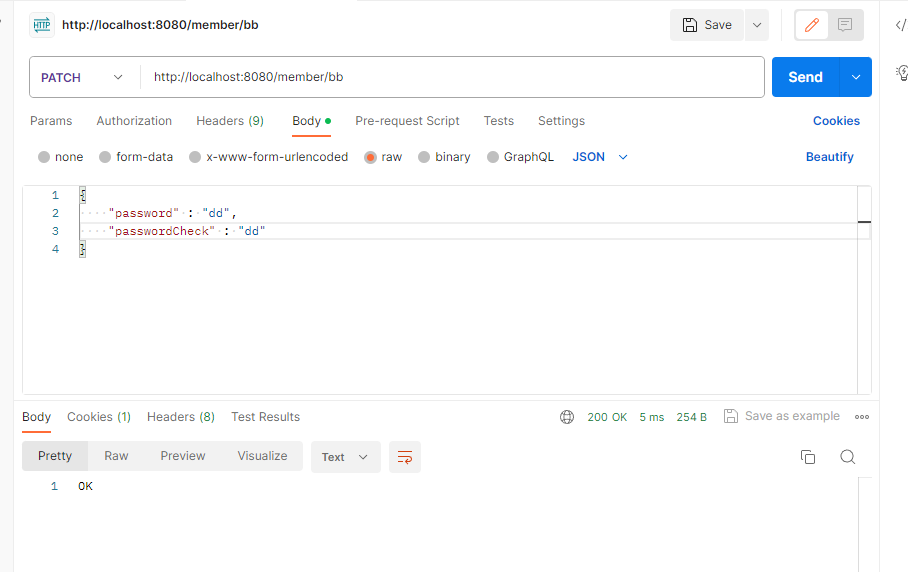 HTTP http://localhost:8080/member/bb Save
PATCH http://localhost:8080/member/bb Send
Params Authorization Headers (9) Body Pre-request Script Tests Settings Cookies
none form-data x-www-form-urlencoded raw binary GraphQL JSON Beautify
1 {
2 "password" : "dd",
3 "passwordCheck" : "dd"
4 }
Body Cookies (1) Headers (8) Test Results 200 OK 5 ms 254 B Save as example
Pretty Raw Preview Visualize Text
1 OK